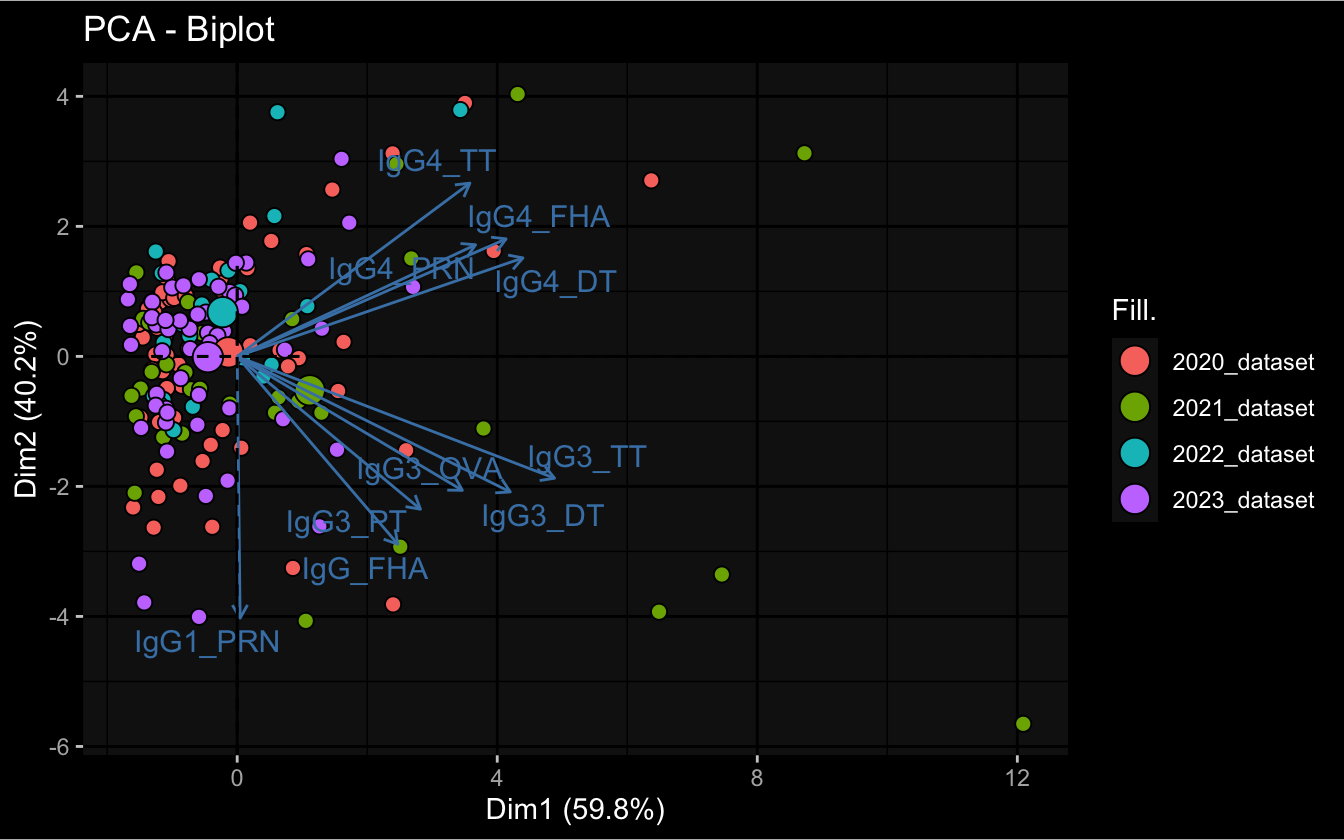 PCA - Biplot
4
2
0
-2
-4
-6
Dim2 (40.2%)
IgG4_TT
IgG4_FHA
IgG4_PRN
IgG4_DT
IgG3_TT
IgG3_OVA
IgG3_DT
IgG3_PT
IgG_FHA
IgG1_PRN
0
4
8
12
Dim1 (59.8%)
Fill.
2020_dataset
2021_dataset
2022_dataset
2023_dataset